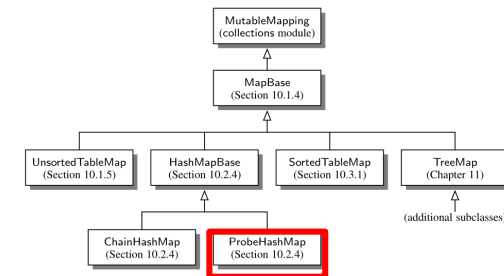 MutableMapping
(collections module)
MapBase
(Section 10.1.4)
UnsortedTableMap
(Section 10.1.5)
HashMapBase
(Section 10.2.4)
SortedTableMap
(Section 10.3.1)
TreeMap
(Chapter 11)
(additional subclasses)
ChainHashMap
(Section 10.2.4)
ProbeHashMap
(Section 10.2.4)